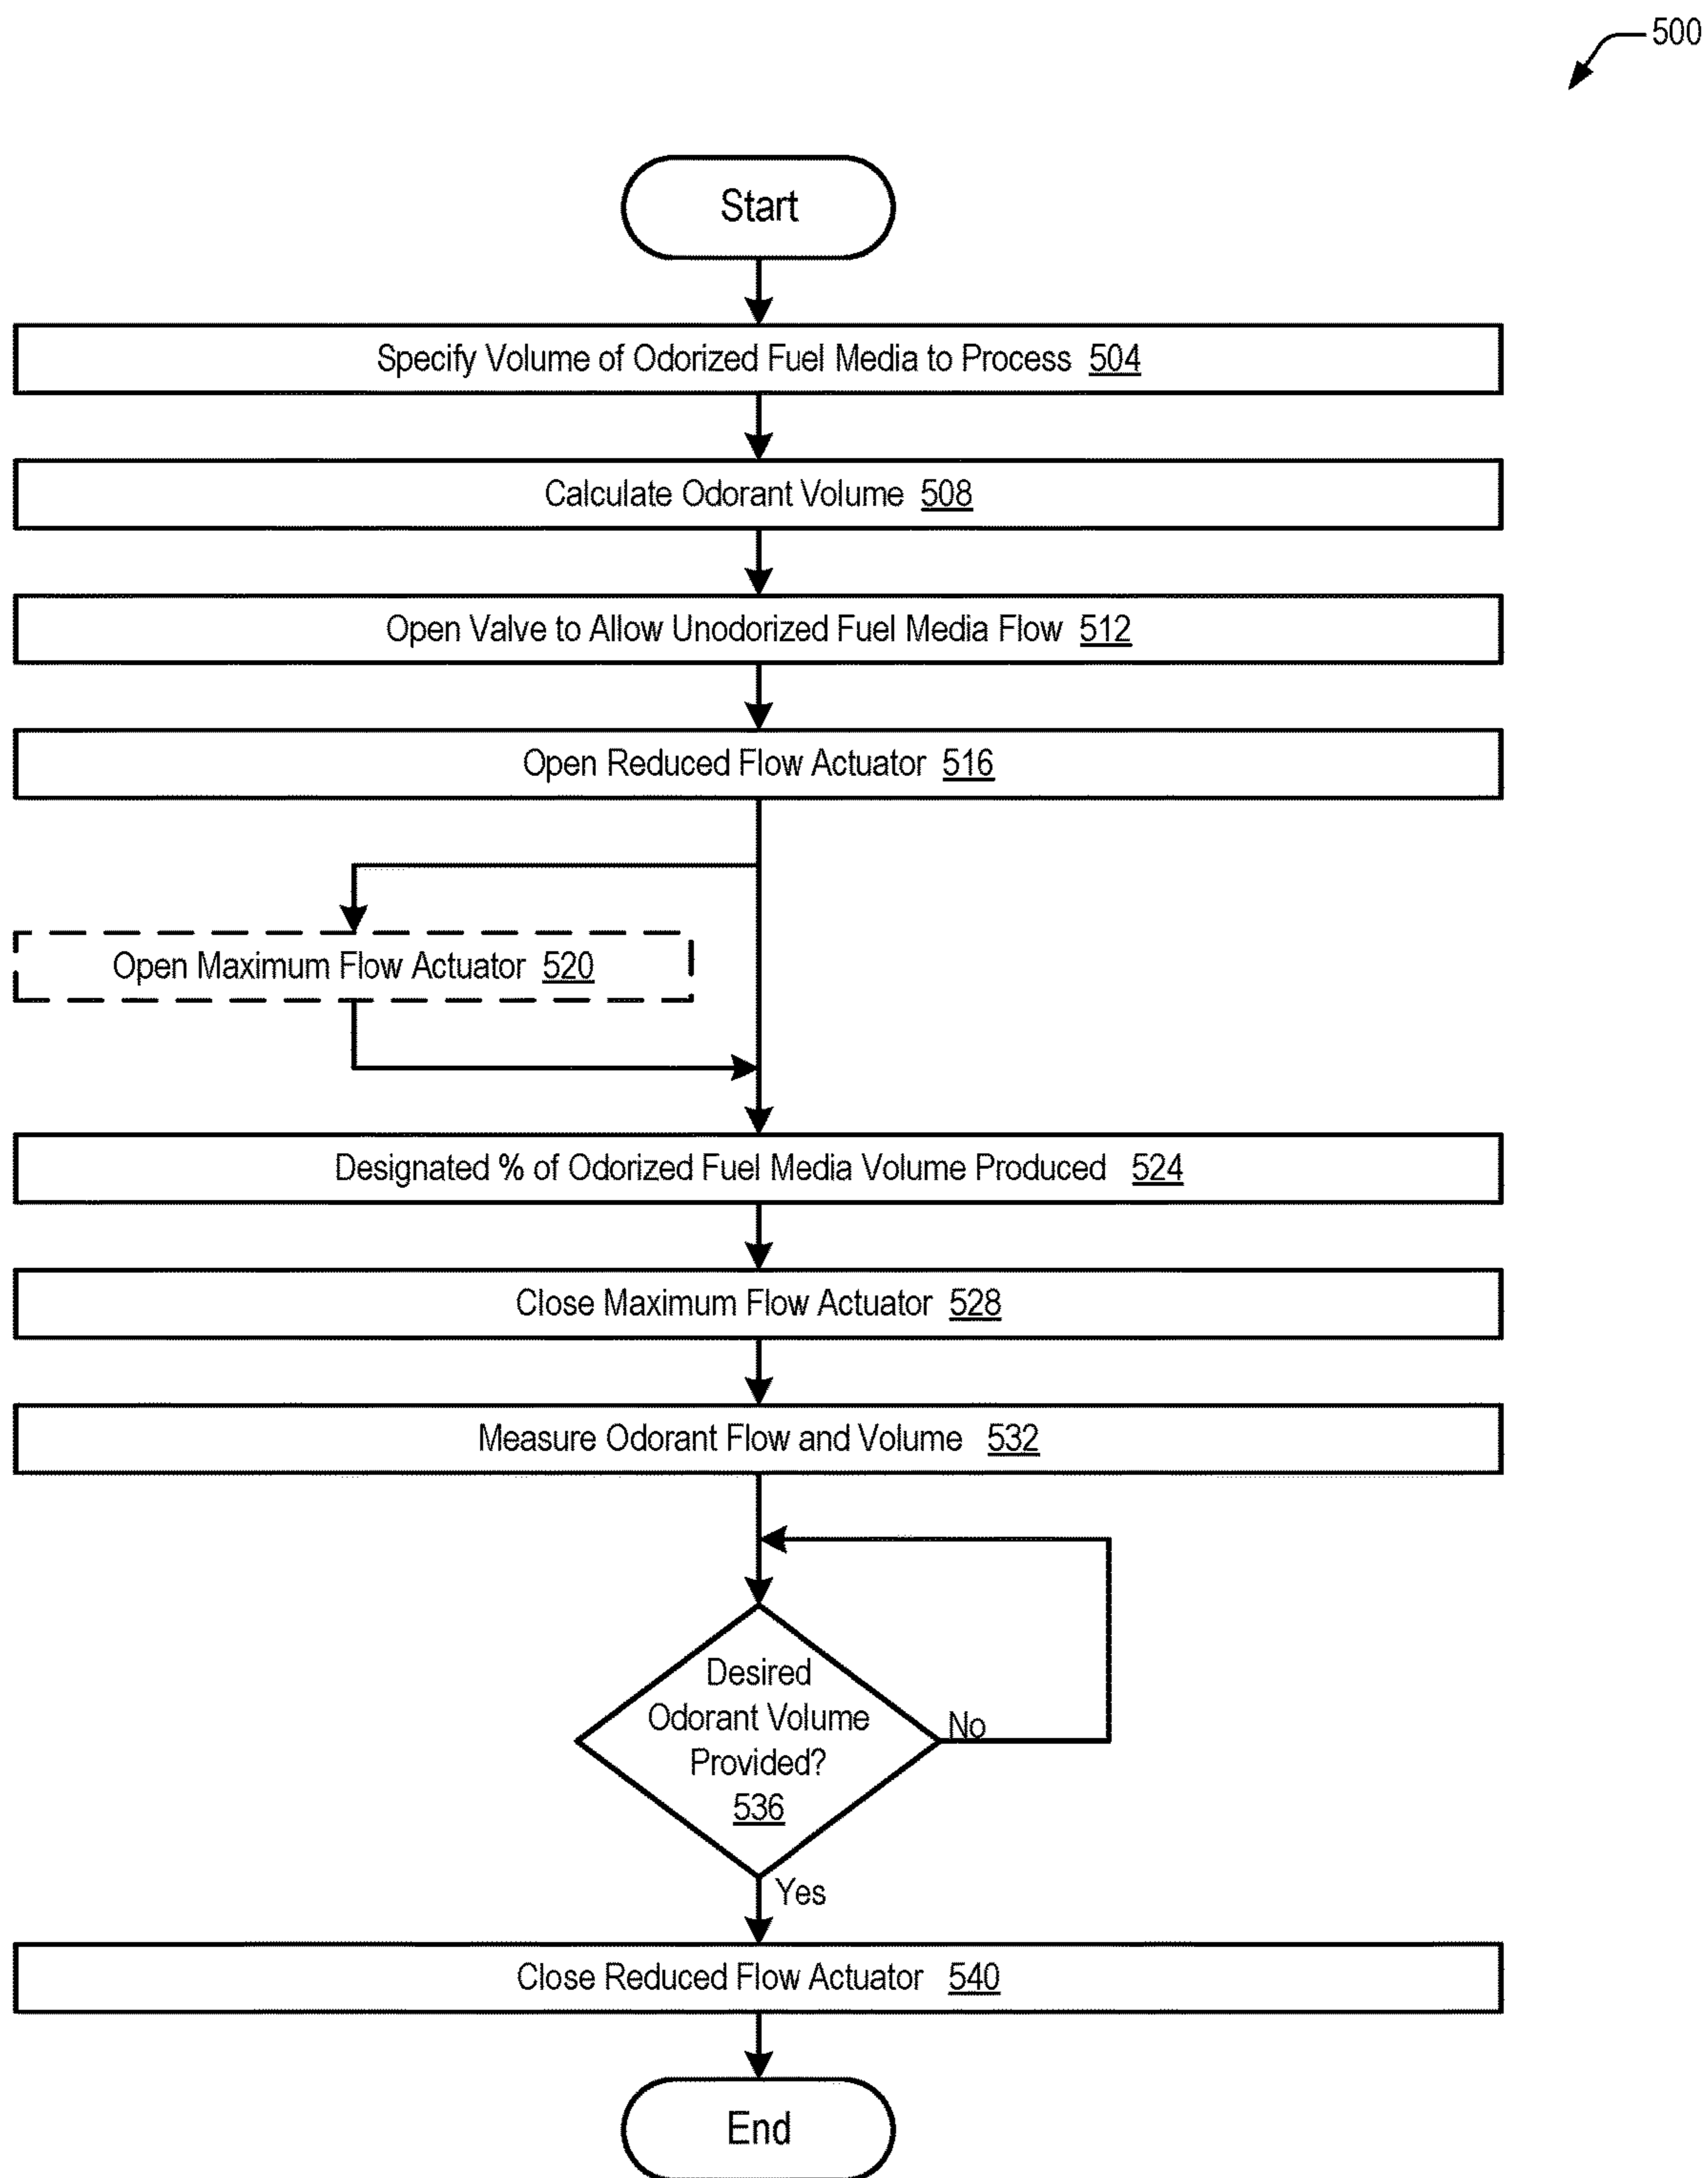 500
Start
Specify Volume of Odorized Fuel Media to Process 504
Calculate Odorant Volume 508
Open Valve to Allow Unodorized Fuel Media Flow 512
Open Reduced Flow Actuator 516
Open Maximum Flow Actuator 520
Designated % of Odorized Fuel Media Volume Produced 524
Close Maximum Flow Actuator 528
Measure Odorant Flow and Volume 532
Desired
Odorant Volume
Provided?
536
No
Yes
Close Reduced Flow Actuator 540
End